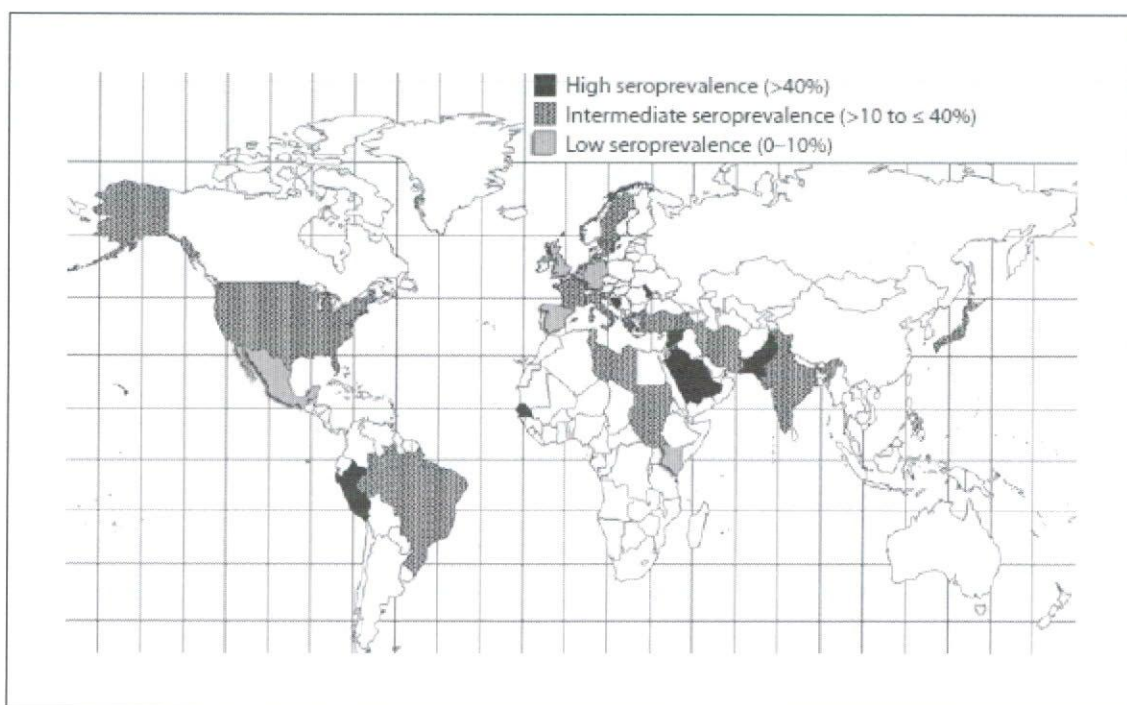 High seroprevalence (>40%)
Intermediate seroprevalence (>10 to ≤ 40%)
Low seroprevalence (0–10%)